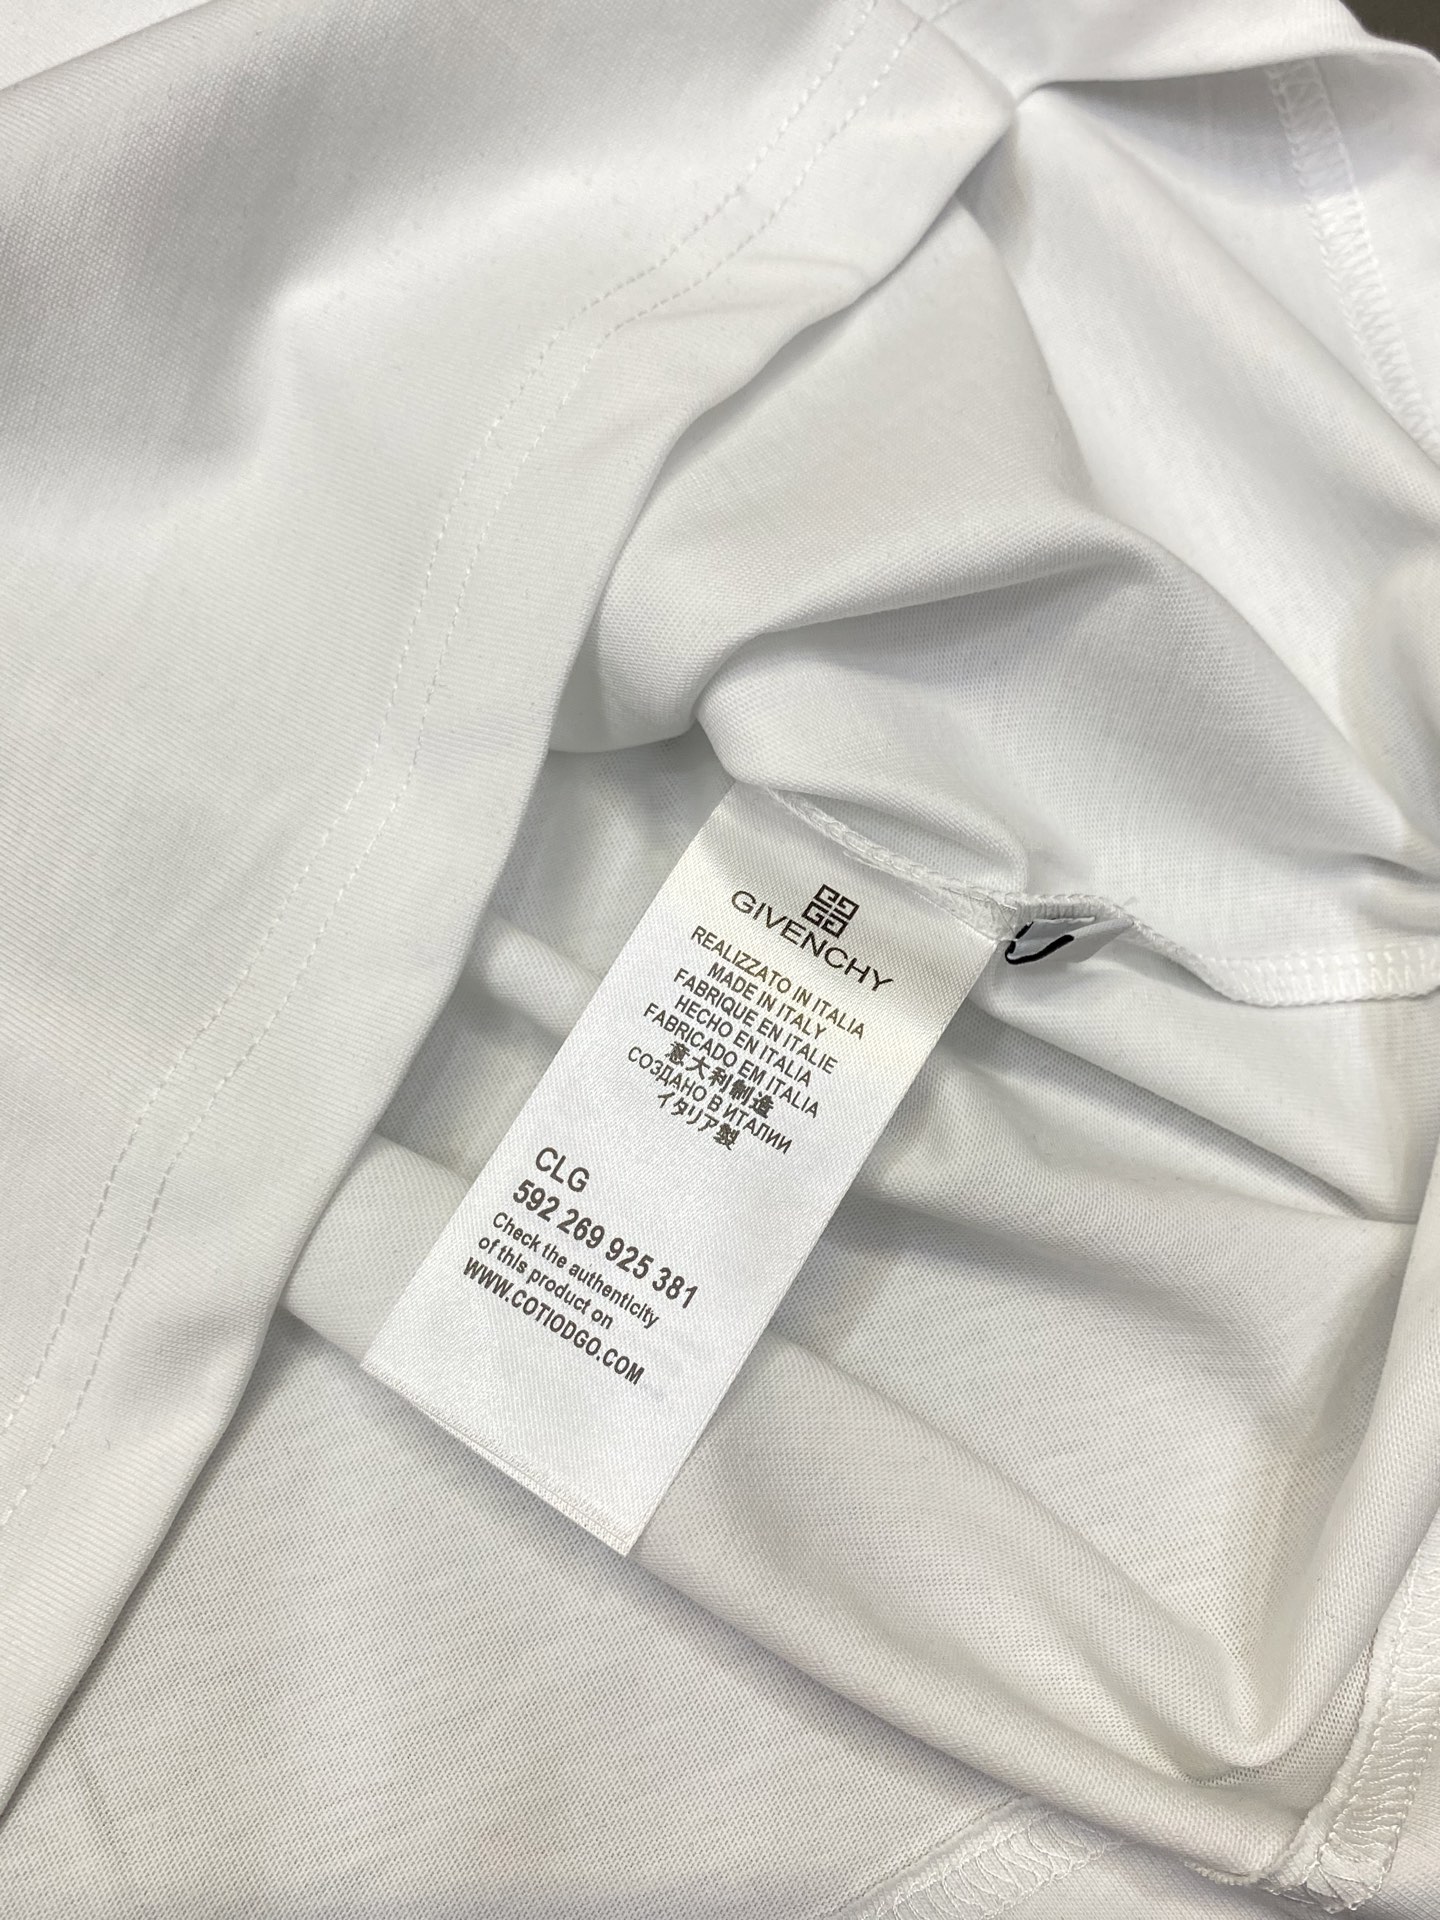 GIVENCHY
REALIZZATO IN ITALIA
MADE IN ITALY
FABRIQUE EN ITALIE
HECHO EN ITALIA
FABRICADO EM ITALIA
意大利制造
СОЗДАНО В ИТАЛИИ
イタリア製
CLG
592 269 925 381
Check the authenticity
of this product on
WWW.COTIODGO.COM